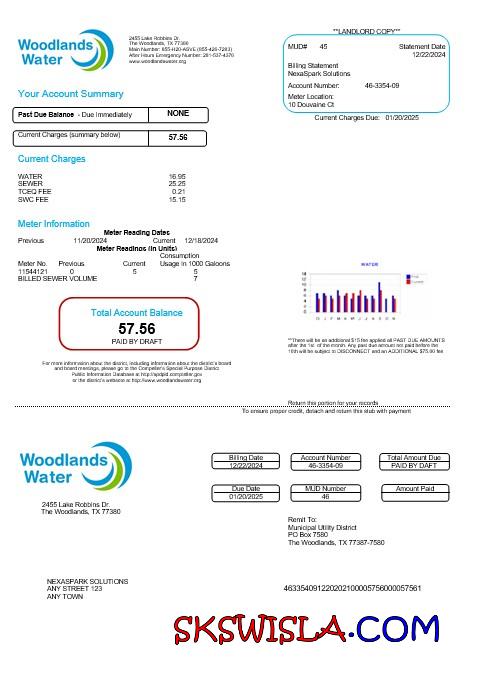 **LANDLORD COPY**
Woodlands
Water
2455 Lake Robbins Dr.
The Woodlands, TX 77380
Main Number: 855-H2O-ASVE (855-426-7283)
After Hours Emergency Number: 281-537-4370
www.woodlandswater.org
MUD# 45 Statement Date
12/22/2024
Billing Statement
NexaSpark Solutions
Account Number: 46-3354-09
Meter Location:
10 Douvaine Ct
Current Charges Due: 01/20/2025
Your Account Summary
Past Due Balance - Due Immediately NONE
Current Charges (summary below) 57.56
Current Charges
WATER 16.95
SEWER 25.25
TCEQ FEE 0.21
SWC FEE 15.15
Meter Information
Meter Reading Dates
Previous 11/20/2024 Current 12/18/2024
Meter Readings (In Units)
Consumption
Meter No. Previous Current Usage In 1000 Galoons
11544121 0 5 5
BILLED SEWER VOLUME 7
WATER
Total Account Balance
57.56
PAID BY DRAFT
**There will be an additional $15 fee applied all PAST DUE AMOUNTS
after the 1st of the month. Any past due amount not paid before the
16th will be subject to DISCONNECT and an ADDITIONAL $75.00 fee
For more information about the district, including information about the district's board
and board meetings, please go to the Comptroller's Special Purpose District
Public Information Database at http://spdpid.comptroller.gov
or the district's website at http://www.woodlandswater.org
Return this portion for your records
To ensure proper credit, detach and return this stub with payment
Woodlands
Water
2455 Lake Robbins Dr.
The Woodlands, TX 77380
Billing Date Account Number Total Amount Due
12/22/2024 46-3354-09 PAID BY DAFT
Due Date MUD Number Amount Paid
01/20/2025 46
Remit To:
Municipal Utility District
PO Box 7580
The Woodlands, TX 77387-7580
NEXASPARK SOLUTIONS
ANY STREET 123
ANY TOWN
46335409122020210000575600057561
SKSWISLA.COM